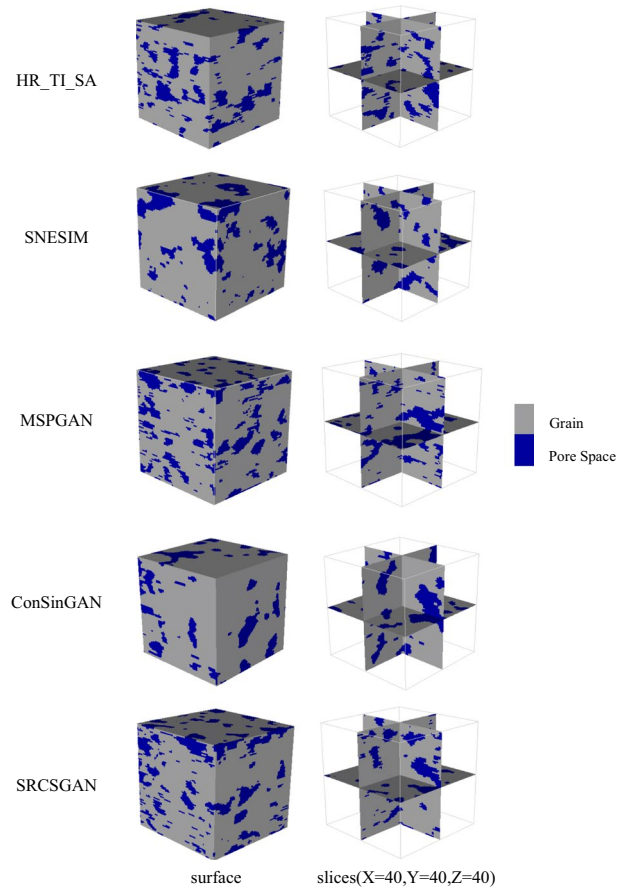 HR_TI_SA
SNESIM
MSPGAN
Grain
Pore Space
ConSinGAN
SRCSGAN
surface
slices(X=40,Y=40,Z=40)